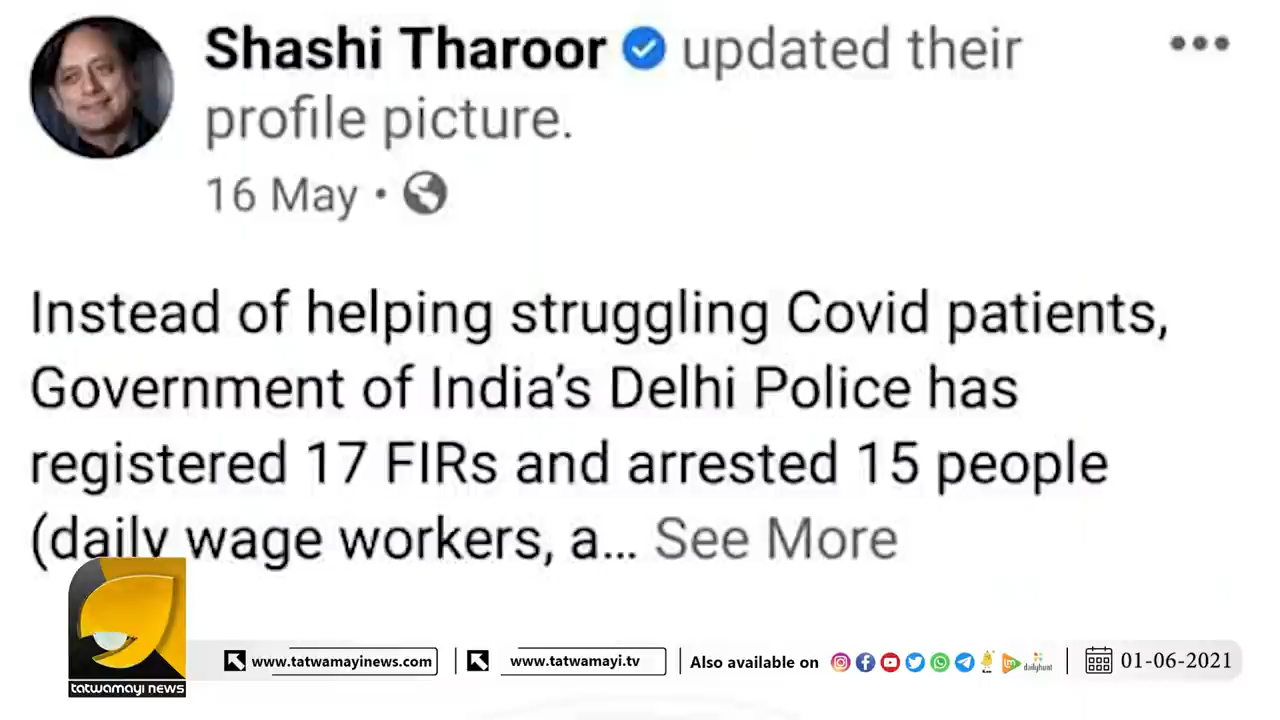 Shashi Tharoor updated their
profile picture.
16 May •
Instead of helping struggling Covid patients,
Government of India's Delhi Police has
registered 17 FIRs and arrested 15 people
(daily wage workers, a... See More
tatwamayi news
www.tatwamayinews.com
www.tatwamayi.tv
Also available on
dailyhunt
01-06-2021